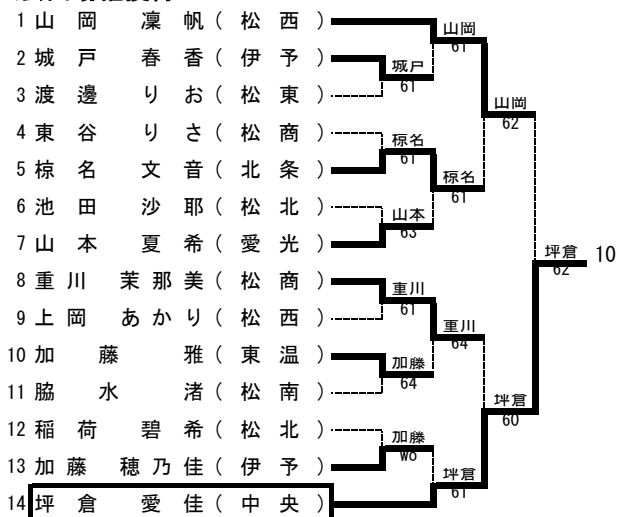 1 山岡 凜帆 (松西)
2 城戸 春香 (伊予)
3 渡邊 りお (松東)
4 東谷 りさ (松商)
5 椋名 文音 (北条)
6 池田 沙耶 (松北)
7 山本 夏希 (愛光)
8 重川 茉那美 (松商)
9 上岡 あかり (松西)
10 加藤 雅 (東温)
11 脇水 渚 (松南)
12 稲荷 碧希 (松北)
13 加藤 穂乃佳 (伊予)
14 坪倉 愛佳 (中央)
城戸
61
椋名
61
山本
63
重川
61
加藤
64
加藤
wo
山岡
61
椋名
61
重川
64
坪倉
61
山岡
62
坪倉
60
坪倉
62
10